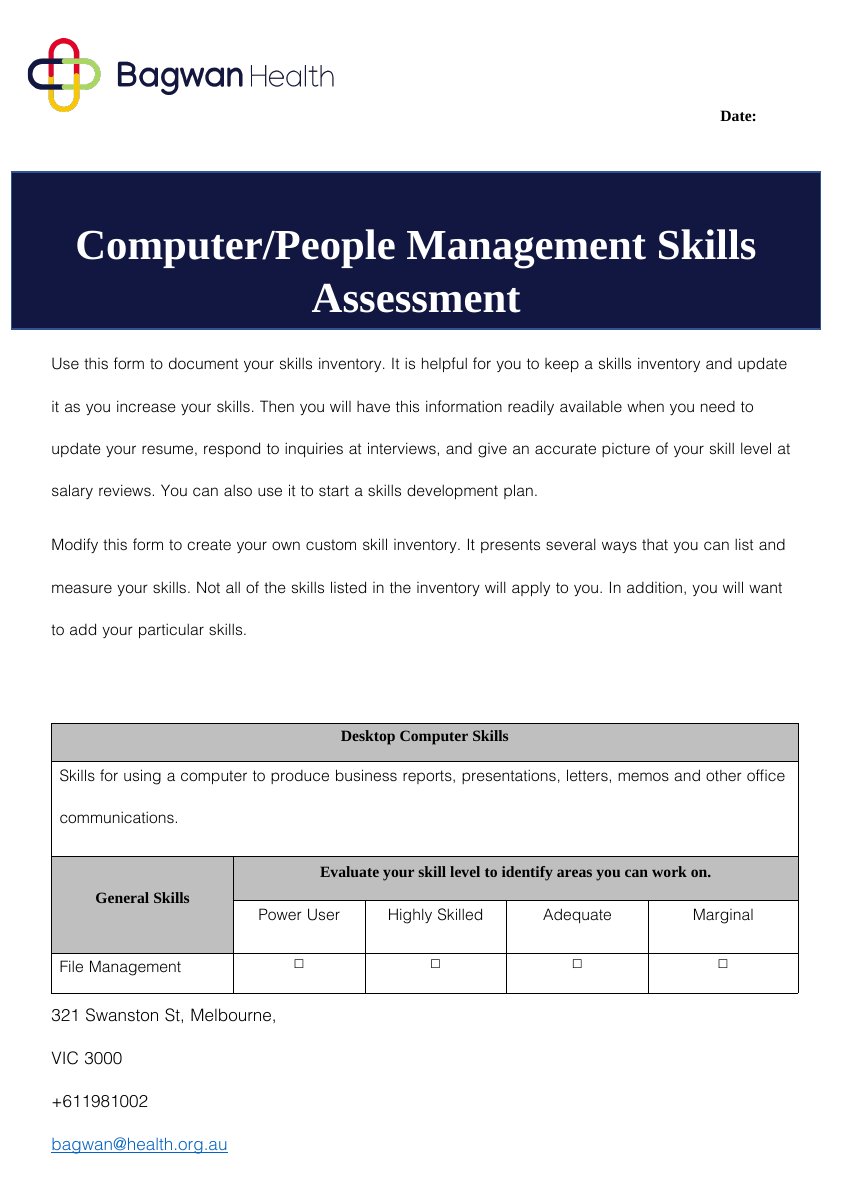 Bagwan Health
Date:
Computer/People Management Skills
Assessment
Use this form to document your skills inventory. It is helpful for you to keep a skills inventory and update
it as you increase your skills. Then you will have this information readily available when you need to
update your resume, respond to inquiries at interviews, and give an accurate picture of your skill level at
salary reviews. You can also use it to start a skills development plan.
Modify this form to create your own custom skill inventory. It presents several ways that you can list and
measure your skills. Not all of the skills listed in the inventory will apply to you. In addition, you will want
to add your particular skills.
Desktop Computer Skills
Skills for using a computer to produce business reports, presentations, letters, memos and other office
communications.
General Skills
Evaluate your skill level to identify areas you can work on.
Power User Highly Skilled Adequate Marginal
File Management ☐ ☐ ☐ ☐
321 Swanston St, Melbourne,
VIC 3000
+611981002
bagwan@health.org.au